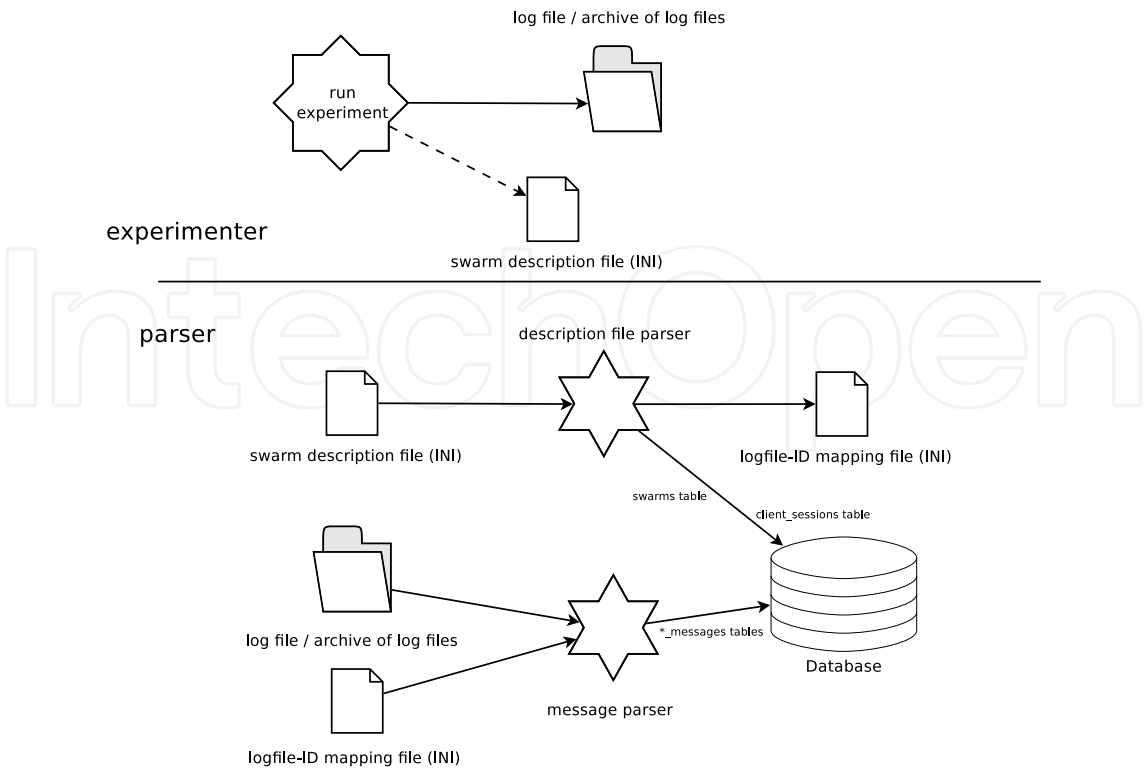 log file / archive of log files
run
experiment
experimenter
swarm description file (INI)
IntechOpen
parser
description file parser
swarm description file (INI)
logfile-ID mapping file (INI)
swarms table
client_sessions table
log file / archive of log files
*_messages tables
Database
message parser
logfile-ID mapping file (INI)